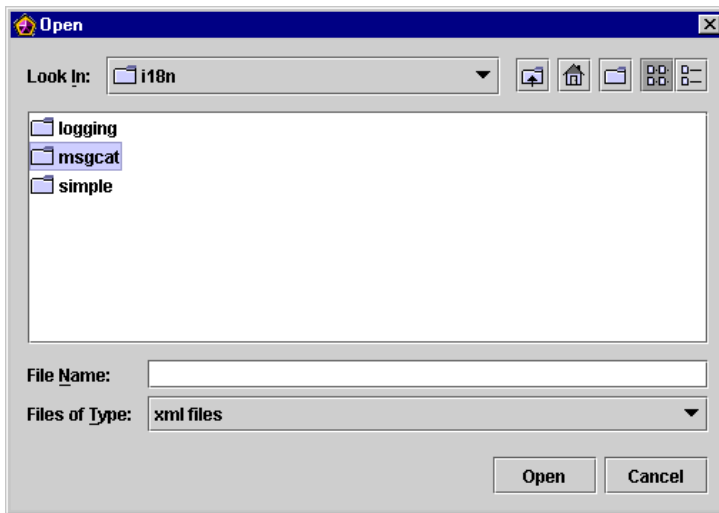 Open
Look In: i18n
logging
msgcat
simple
File Name:
Files of Type: xml files
Open Cancel